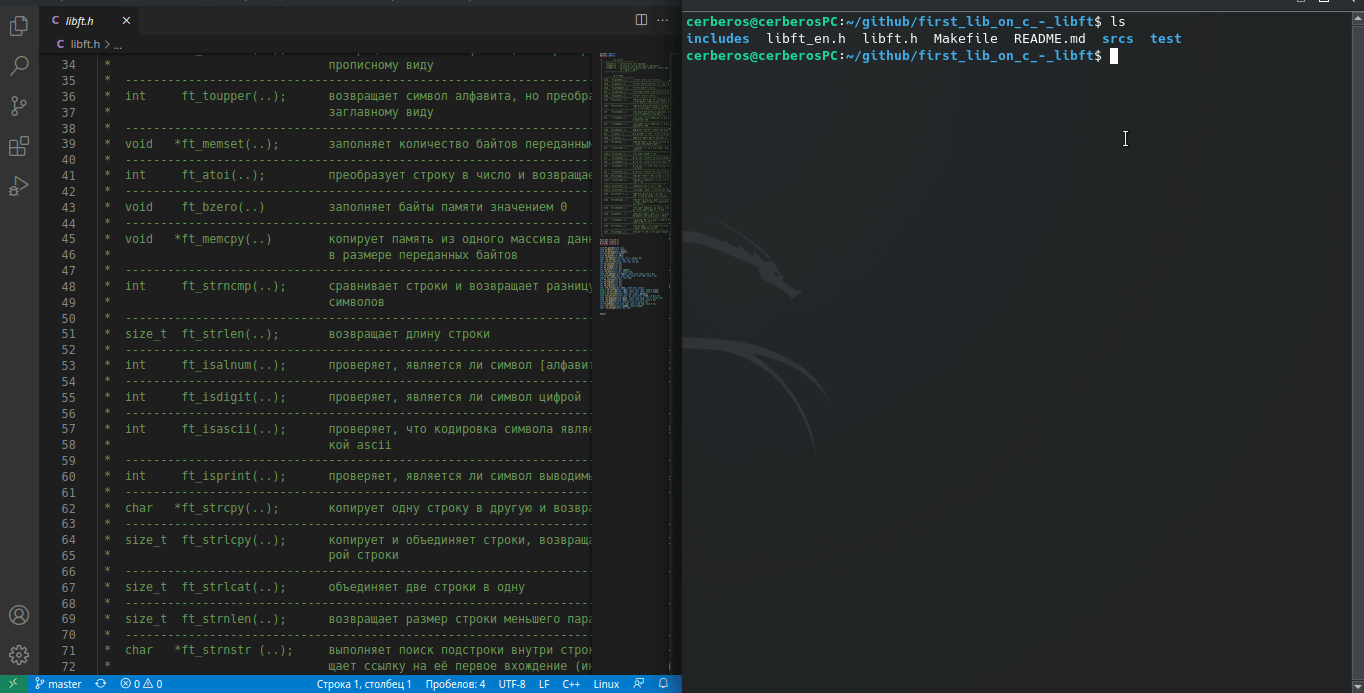 C libft.h
C libft.h > ...
34 * прописному виду
35 * ----------------------------------------------------------------
36 * int ft_toupper(..); возвращает символ алфавита, но преобра
37 * заглавному виду
38 * ----------------------------------------------------------------
39 * void *ft_memset(..); заполняет количество байтов переданным
40 * ----------------------------------------------------------------
41 * int ft_atoi(..); преобразует строку в число и возвращае
42 * ----------------------------------------------------------------
43 * void ft_bzero(..) заполняет байты памяти значением 0
44 * ----------------------------------------------------------------
45 * void *ft_memcpy(..) копирует память из одного массива дан
46 * в размере переданных байтов
47 * ----------------------------------------------------------------
48 * int ft_strncmp(..); сравнивает строки и возвращает разницу
49 * символов
50 * ----------------------------------------------------------------
51 * size_t ft_strlen(..); возвращает длину строки
52 * ----------------------------------------------------------------
53 * int ft_isalnum(..); проверяет, является ли символ [алфавит
54 * ----------------------------------------------------------------
55 * int ft_isdigit(..); проверяет, является ли символ цифрой
56 * ----------------------------------------------------------------
57 * int ft_isascii(..); проверяет, что кодировка символа являе
58 * кой ascii
59 * ----------------------------------------------------------------
60 * int ft_isprint(..); проверяет, является ли символ выводимы
61 * ----------------------------------------------------------------
62 * char *ft_strcpy(..); копирует одну строку в другую и возвра
63 * ----------------------------------------------------------------
64 * size_t ft_strlcpy(..); копирует и объединяет строки, возвраща
65 * рой строки
66 * ----------------------------------------------------------------
67 * size_t ft_strlcat(..); объединяет две строки в одну
68 * ----------------------------------------------------------------
69 * size_t ft_strnlen(..); возвращает размер строки меньшего пара
70 * ----------------------------------------------------------------
71 * char *ft_strnstr (..); выполняет поиск подстроки внутри строк
72 * щает ссылку на её первое вхождение (ин
master 0 0 Строка 1, столбец 1 Пробелов: 4 UTF-8 LF C++ Linux
cerberos@cerberosPC:~/github/first_lib_on_c_-_libft$ ls
includes libft_en.h libft.h Makefile README.md srcs test
cerberos@cerberosPC:~/github/first_lib_on_c_-_libft$